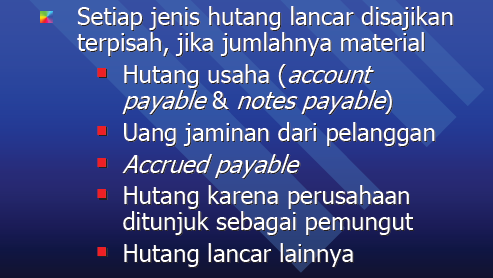 Setiap jenis hutang lancar disajikan
terpisah, jika jumlahnya material
Hutang usaha (account
payable & notes payable)
Uang jaminan dari pelanggan
Accrued payable
Hutang karena perusahaan
ditunjuk sebagai pemungut
Hutang lancar lainnya